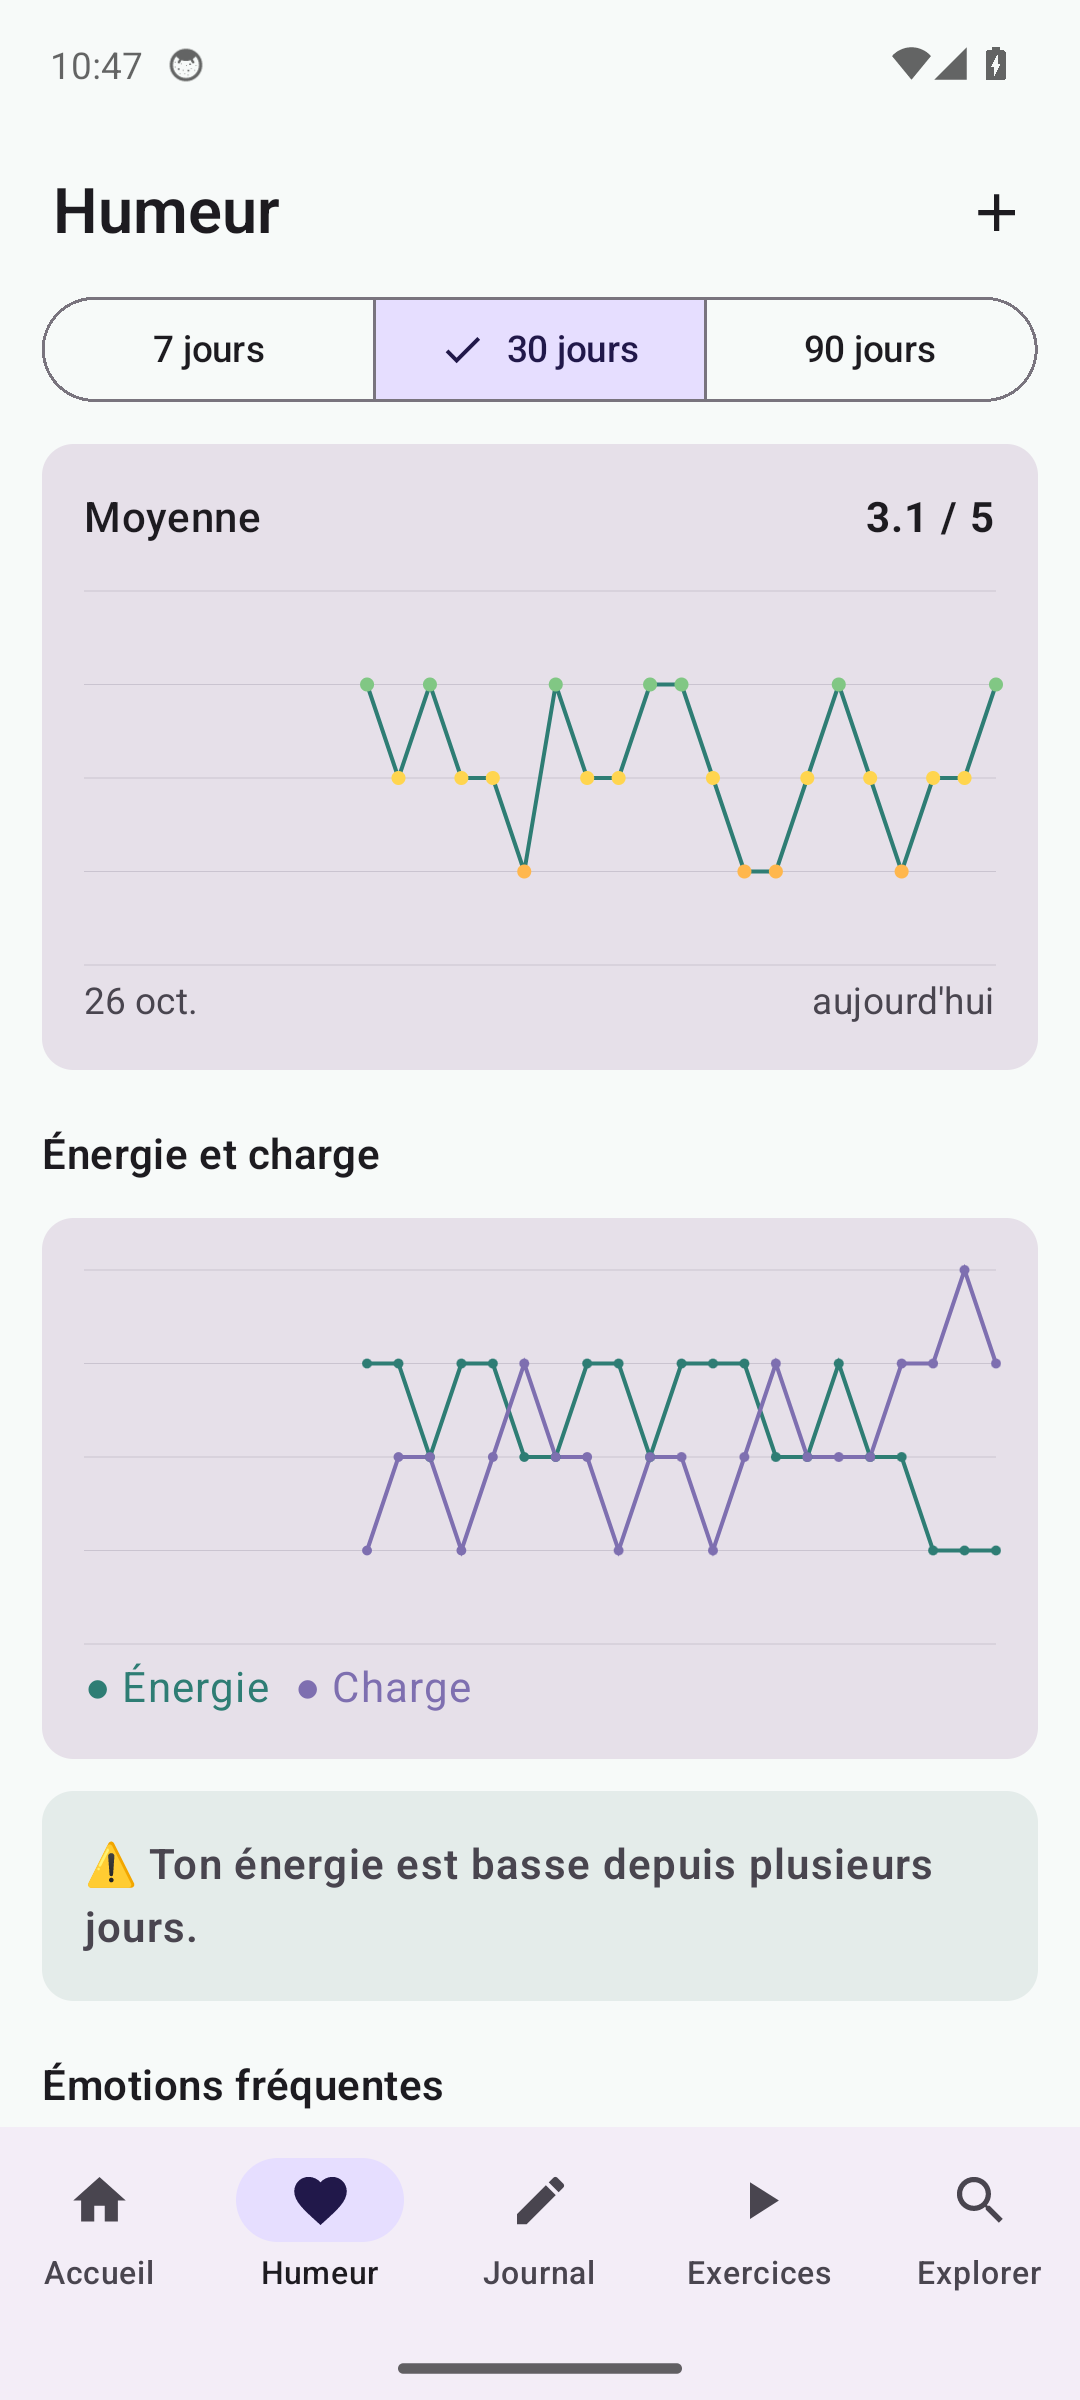 10:47
Humeur
7 jours
30 jours
90 jours
Moyenne
3.1 / 5
26 oct.
aujourd'hui
Énergie et charge
Énergie
Charge
⚠️ Ton énergie est basse depuis plusieurs
jours.
Émotions fréquentes
Accueil
Humeur
Journal
Exercices
Explorer